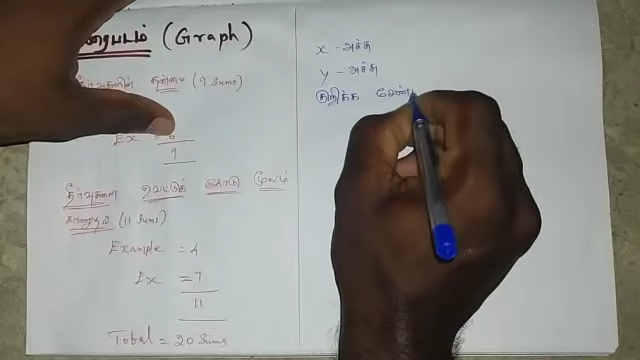 வரைபடம் (Graph)
தீர்வுகளின் தன்மை (9 Sums)
Ex = 6
9
தீர்வுகளை வெட்டுக் கோடு மூலம்
காணுதல் (11 Sums)
Example = 4
Ex = 7
11
Total = 20 Sums
x - அச்சு
y - அச்சு
குறிக்க வேண்